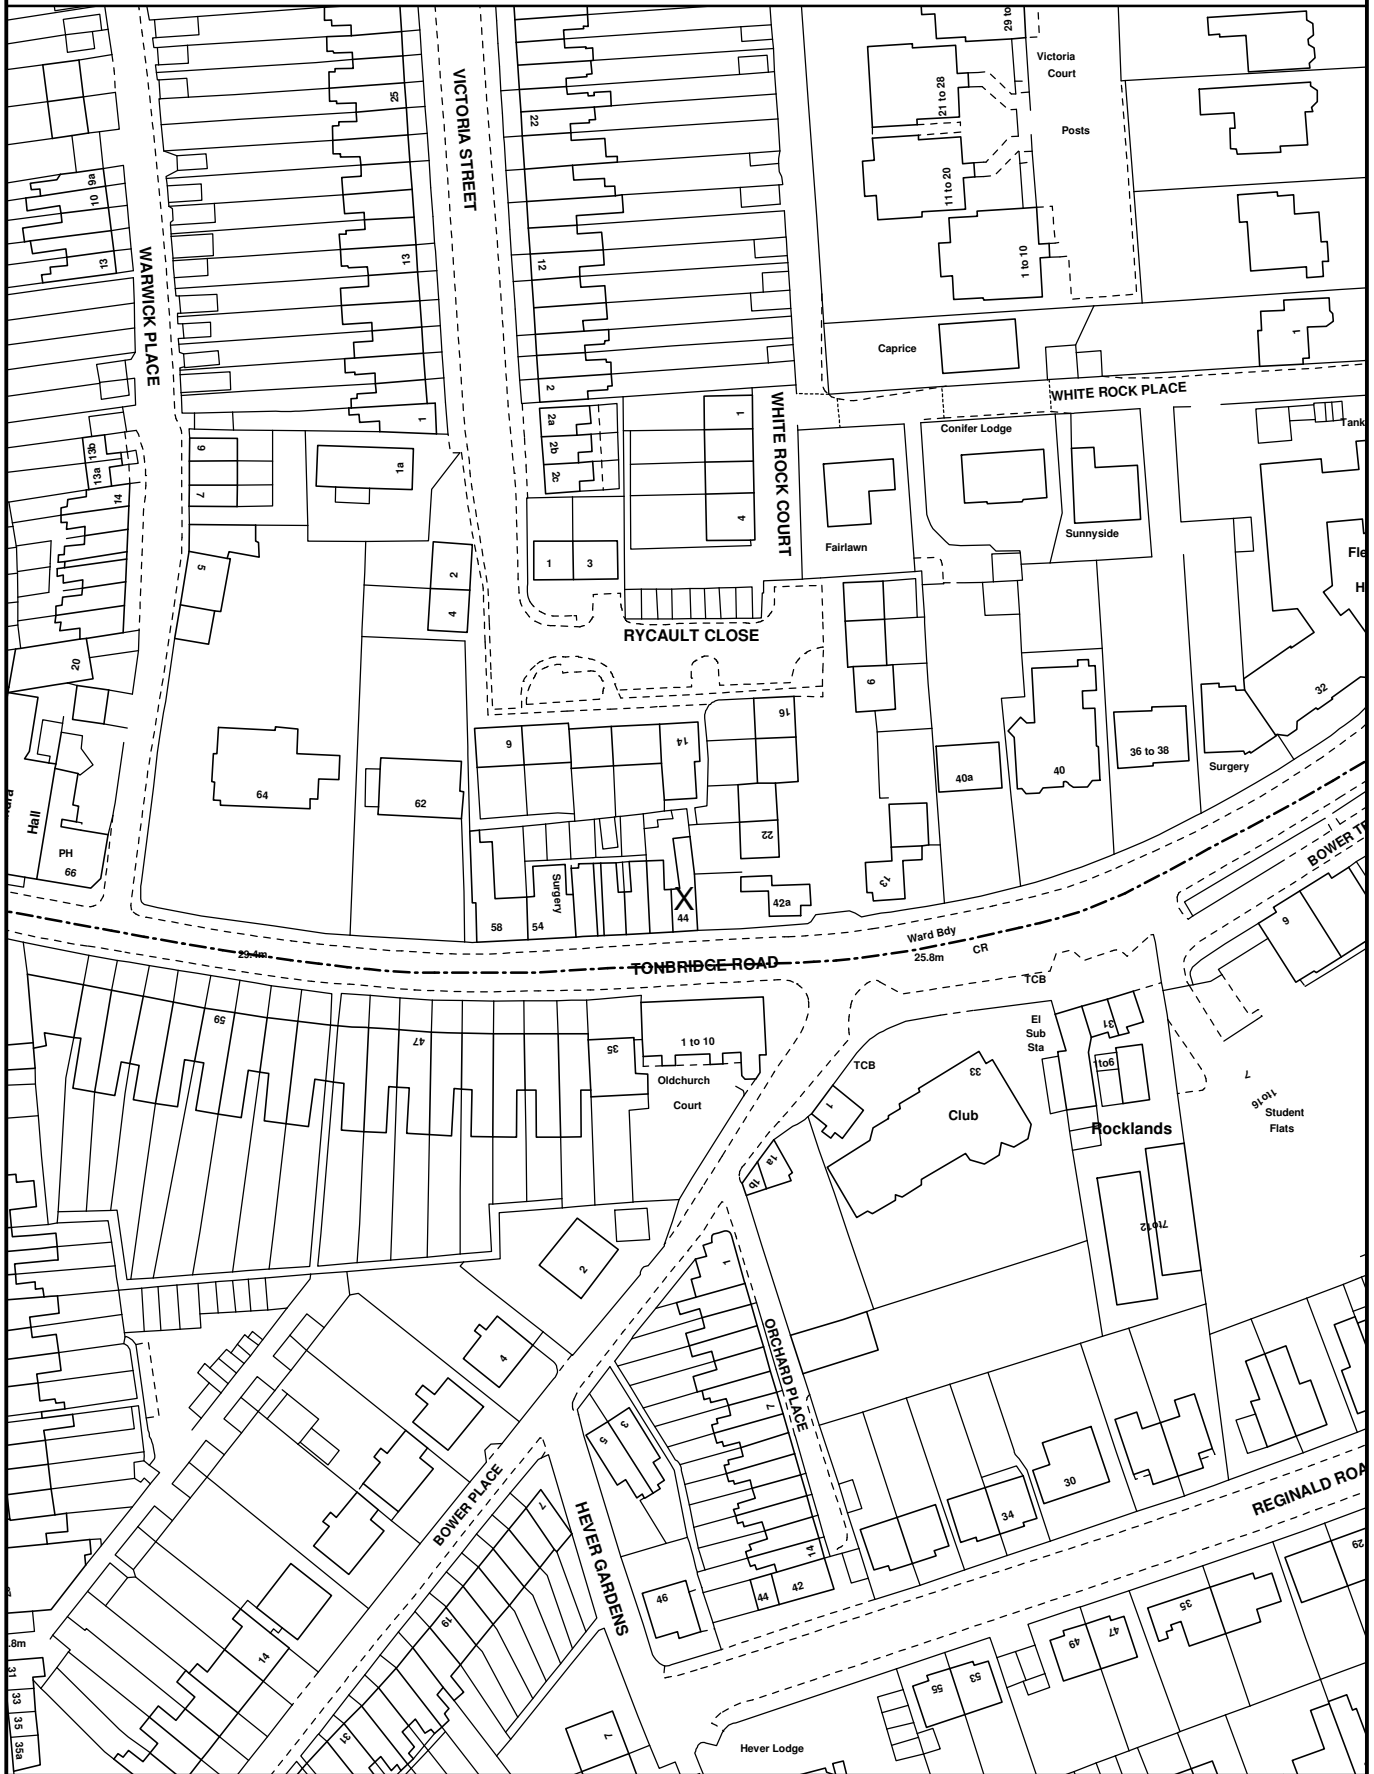 29 to
Victoria
Court
25
VICTORIA STREET
22
21 to 28
Posts
9a
10
11 to 20
13
WARWICK PLACE
13
12
1 to 10
1
Caprice
2
WHITE ROCK PLACE
1
2a
1
WHITE ROCK COURT
Conifer Lodge
Tank
13b
13a
14
6
7
1a
2b
2c
4
Fairlawn
Sunnyside
Fle
H
5
2
4
1
3
RYCAULT CLOSE
20
9
32
6
14
16
64
62
40a
40
36 to 38
Surgery
Hall
PH
66
22
BOWER TE
Surgery
X
44
58
54
42a
13
9
Ward Bdy
29.4m
TONBRIDGE ROAD
25.8m
CR
TCB
59
47
35
1 to 10
Oldchurch
Court
El
Sub
Sta
31
TCB
1
33
Club
1to6
7
1to16
Student
Flats
Rocklands
1a
1b
7to12
2
1
ORCHARD PLACE
4
7
3
5
BOWER PLACE
30
34
REGINALD ROA
7
HEVER GARDENS
14
46
44
42
29
19
35
47
49
.8m
14
31
33
35
35a
31
53
55
7
Hever Lodge